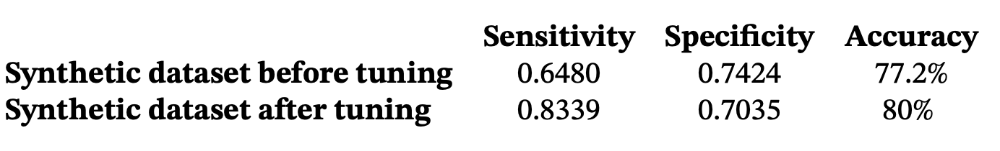 Sensitivity Specificity Accuracy
Synthetic dataset before tuning 0.6480 0.7424 77.2%
Synthetic dataset after tuning 0.8339 0.7035 80%